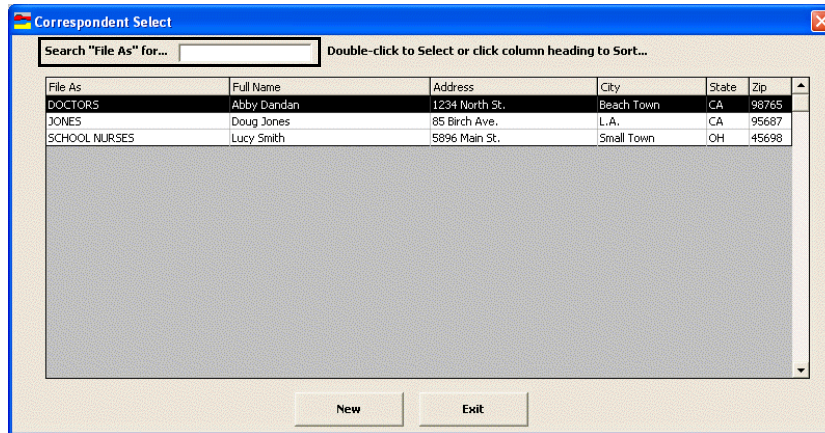 Correspondent Select
Search "File As" for... Double-click to Select or click column heading to Sort...
File As Full Name Address City State Zip
DOCTORS Abby Dandan 1234 North St. Beach Town CA 98765
JONES Doug Jones 85 Birch Ave. L.A. CA 95687
SCHOOL NURSES Lucy Smith 5896 Main St. Small Town OH 45698
New Exit